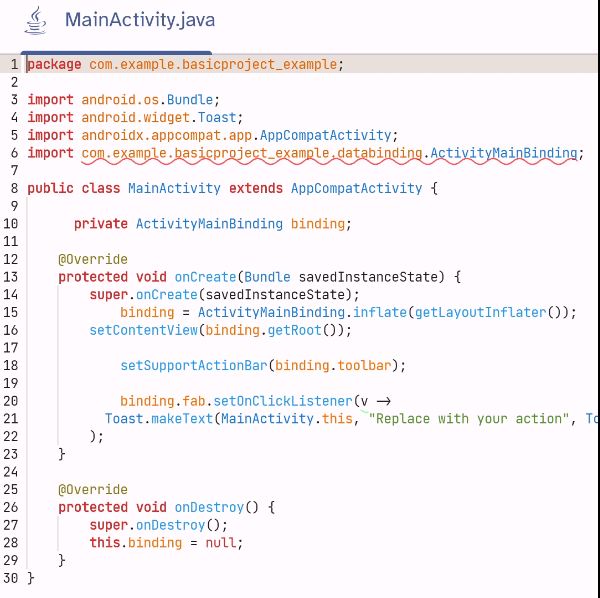 MainActivity.java
1 package com.example.basicproject_example;
2
3 import android.os.Bundle;
4 import android.widget.Toast;
5 import androidx.appcompat.app.AppCompatActivity;
6 import com.example.basicproject_example.databinding.ActivityMainBinding;
7
8 public class MainActivity extends AppCompatActivity {
9
10 private ActivityMainBinding binding;
11
12 @Override
13 protected void onCreate(Bundle savedInstanceState) {
14 super.onCreate(savedInstanceState);
15 binding = ActivityMainBinding.inflate(getLayoutInflater());
16 setContentView(binding.getRoot());
17
18 setSupportActionBar(binding.toolbar);
19
20 binding.fab.setOnClickListener(v ->
21 Toast.makeText(MainActivity.this, "Replace with your action",
22 );
23 }
24
25 @Override
26 protected void onDestroy() {
27 super.onDestroy();
28 this.binding = null;
29 }
30 }